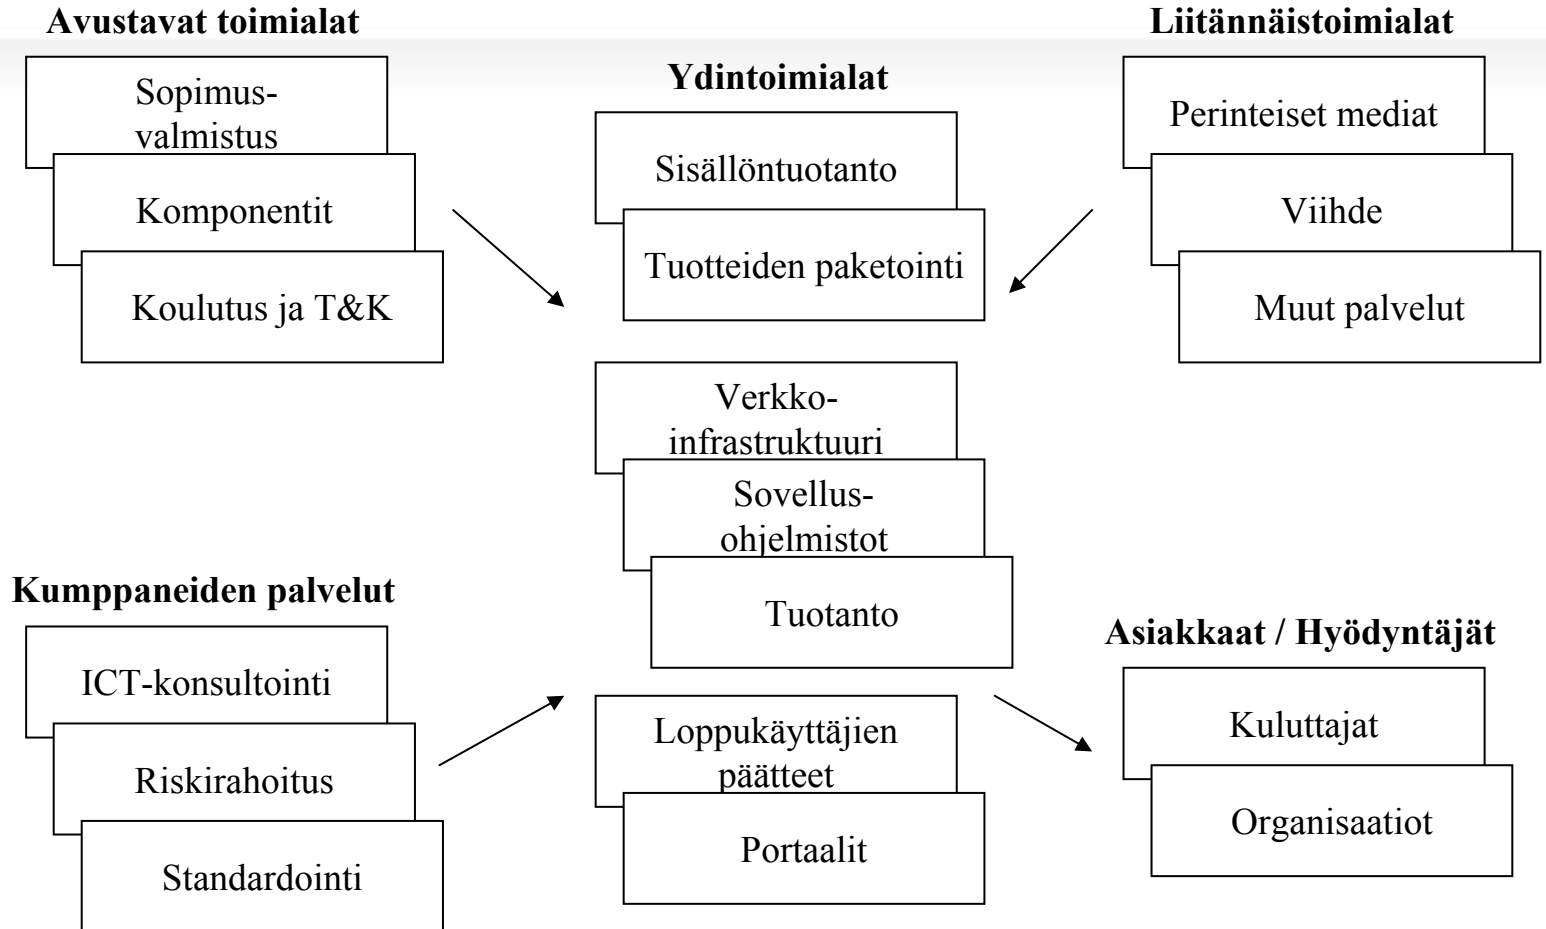 Avustavat toimialat
Sopimus-
valmistus
Komponentit
Koulutus ja T&K
Ydintoimialat
Sisällöntuotanto
Tuotteiden paketointi
Verkko-
infrastruktuuri
Sovellus-
ohjelmistot
Tuotanto
Loppukäyttäjien
päätteet
Portaalit
Liitännäistoimialat
Perinteiset mediat
Viihde
Muut palvelut
Kumppaneiden palvelut
ICT-konsultointi
Riskirahoitus
Standardointi
Asiakkaat / Hyödyntäjät
Kuluttajat
Organisaatiot